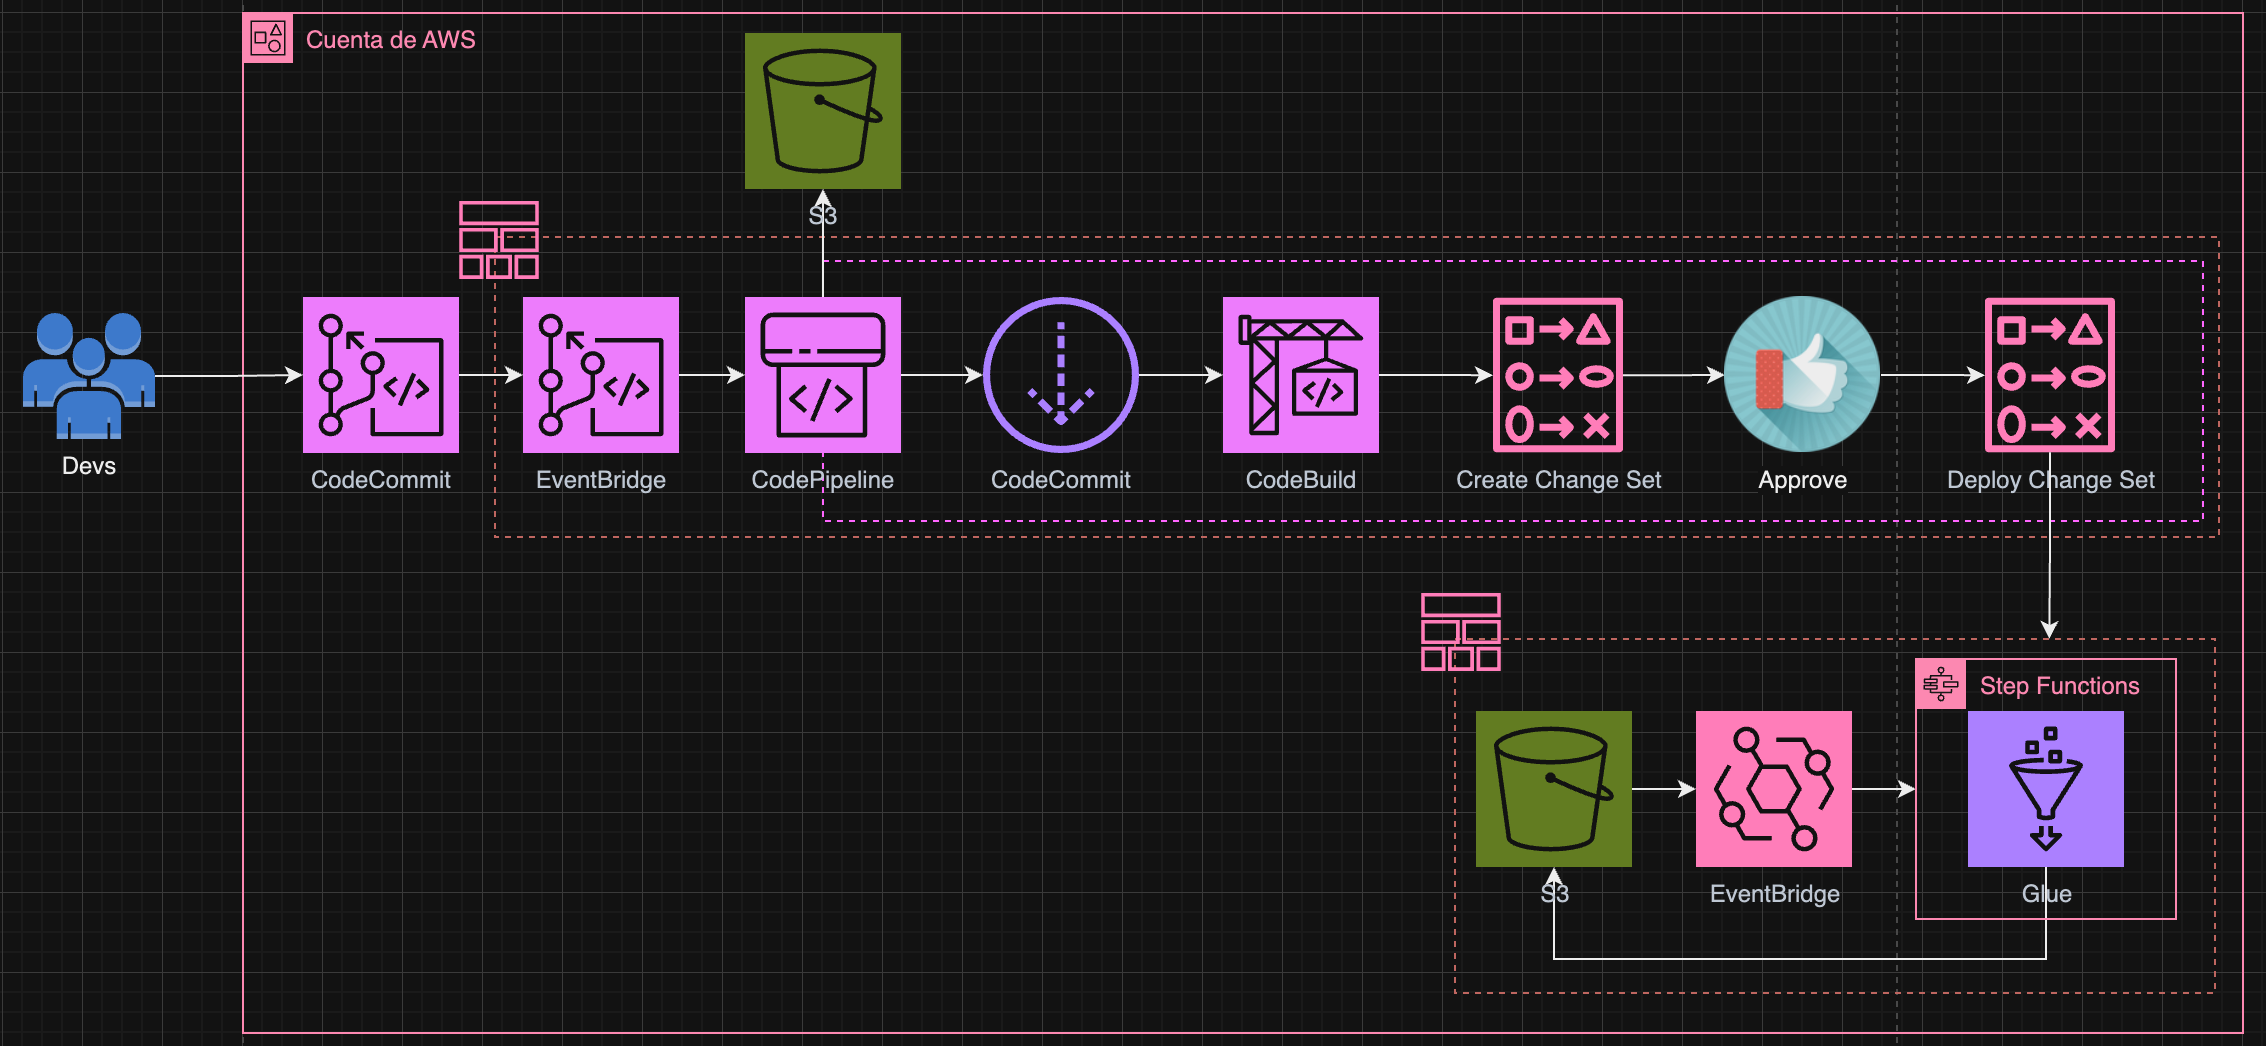 Cuenta de AWS
S3
Devs
CodeCommit
EventBridge
CodePipeline
CodeCommit
CodeBuild
Create Change Set
Approve
Deploy Change Set
Step Functions
S3
EventBridge
Glue